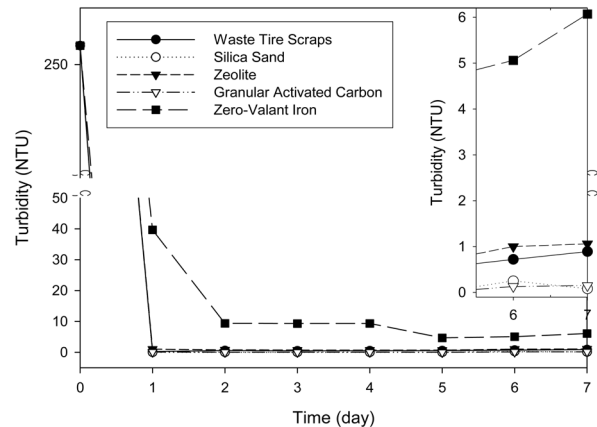 Waste Tire Scraps
Silica Sand
Zeolite
Granular Activated Carbon
Zero-Valant Iron
Turbidity (NTU)
250
50
40
30
20
10
0
0 1 2 3 4 5 6 7
Time (day)
Turbidity (NTU)
6
5
4
3
2
1
0
6 7